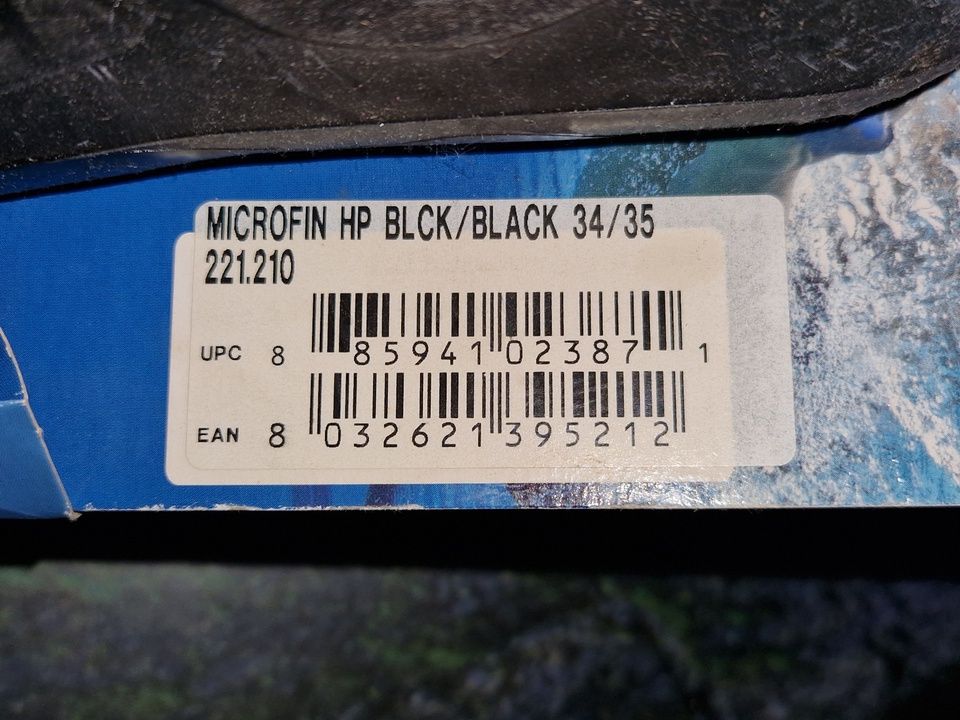 MICROFIN HP BLCK/BLACK 34/35
221.210
UPC 8 85941 02387 1
EAN 8 032621 395212